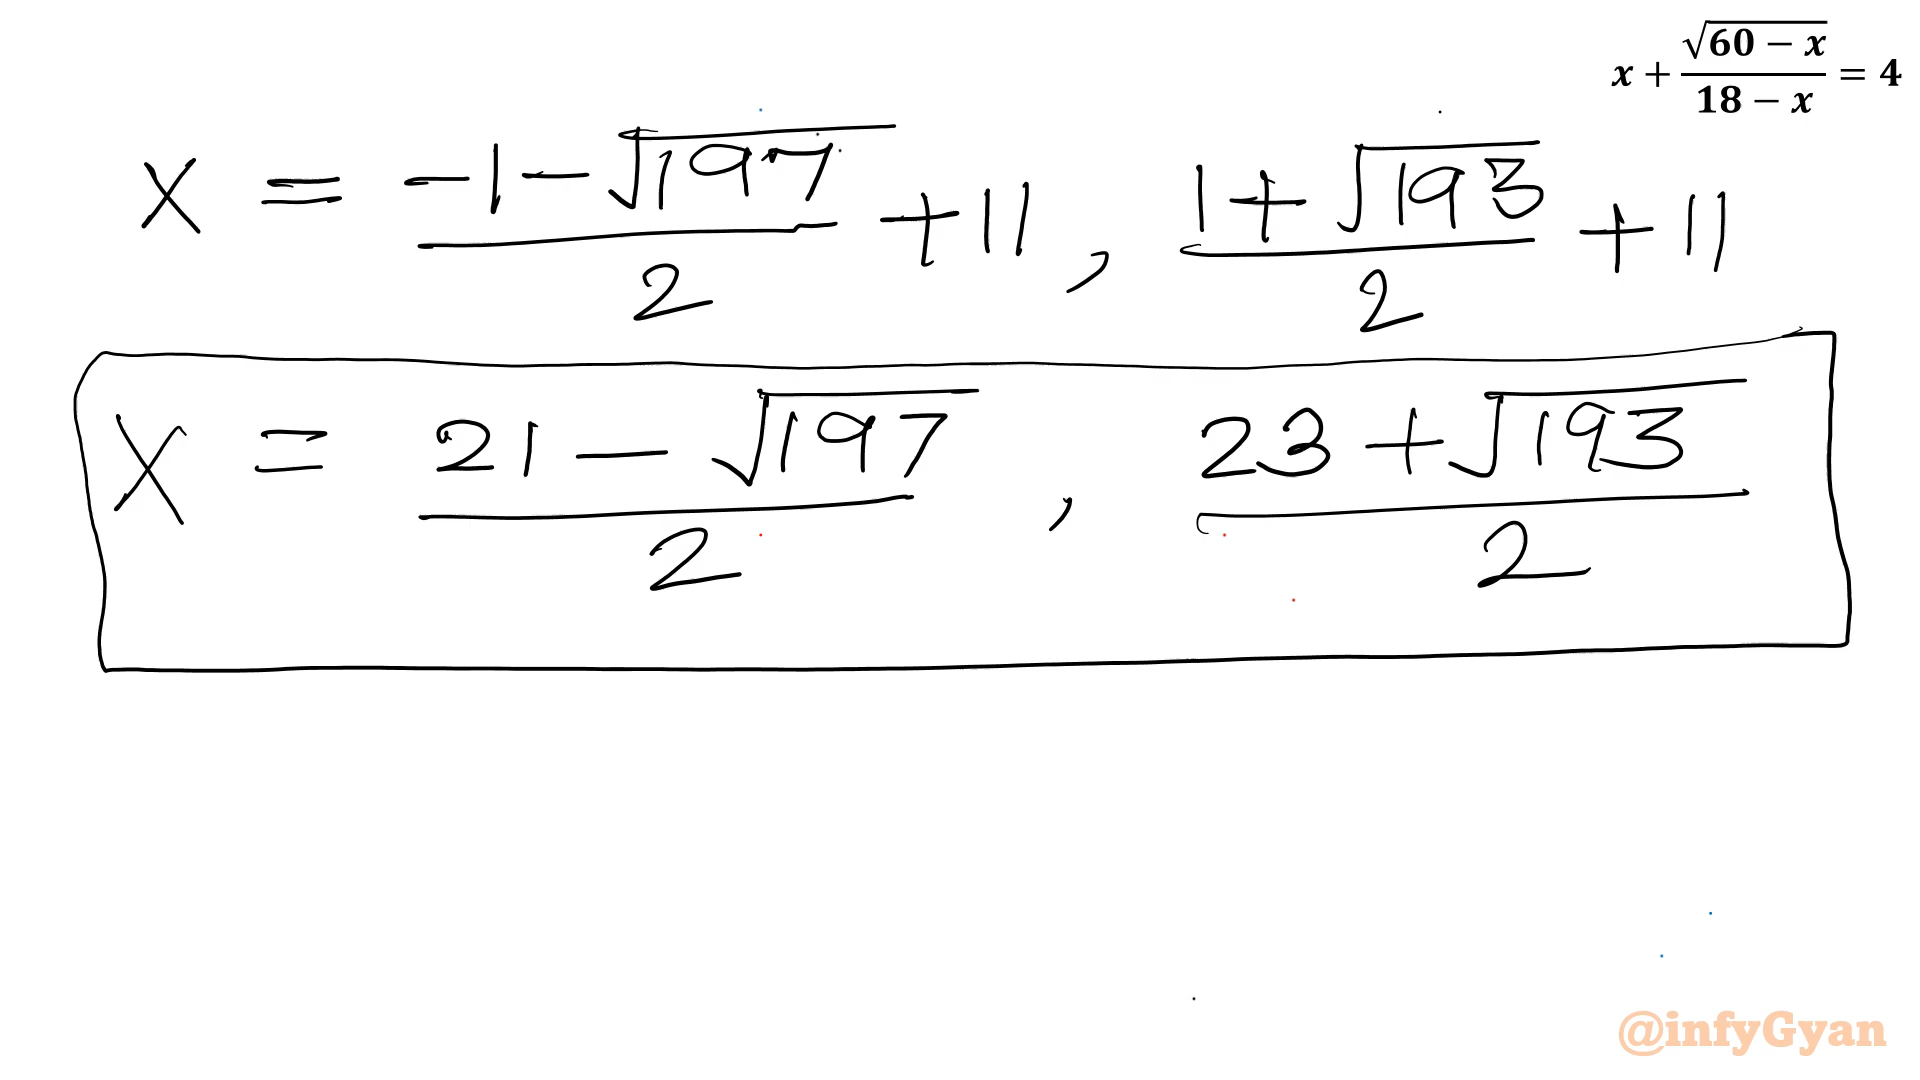 x + √(60 − x) / (18 − x) = 4
X = (-1 - √197)/2 + 11 , (1 + √193)/2 + 11
X = (21 - √197)/2 , (23 + √193)/2
@infyGyan